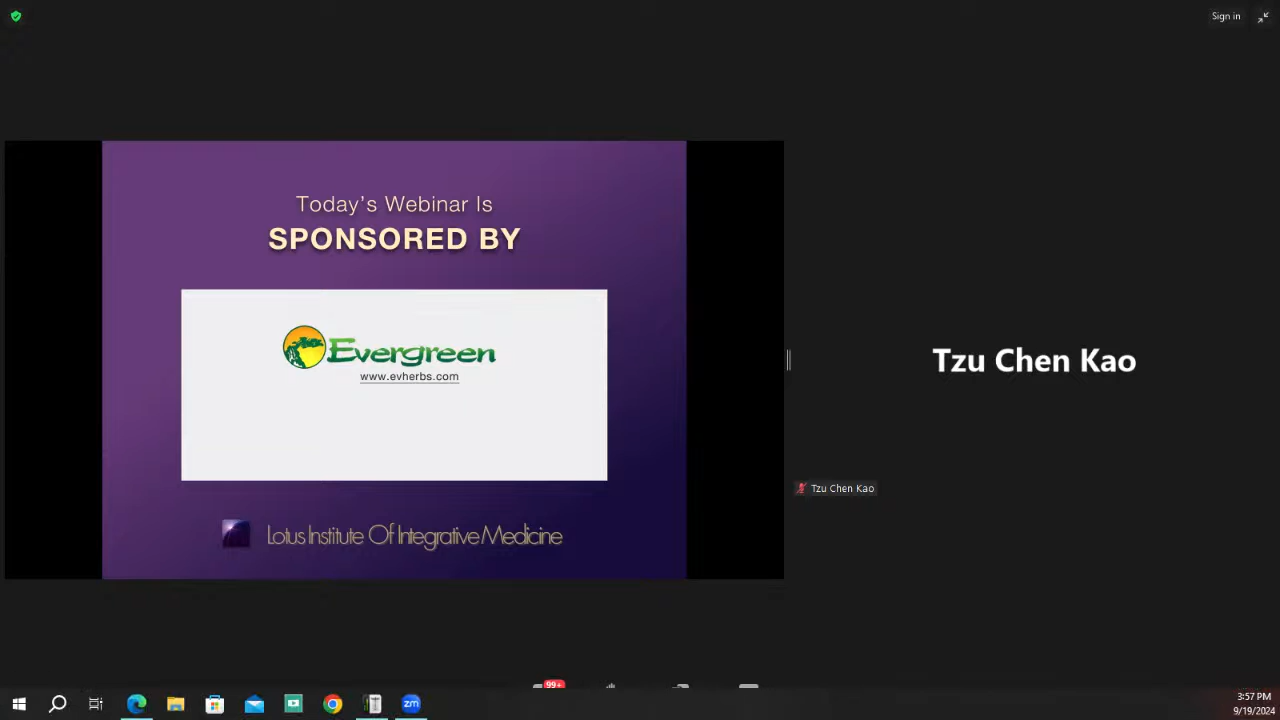 Sign in
Today's Webinar Is
SPONSORED BY
Evergreen
www.evherbs.com
Lotus Institute Of Integrative Medicine
Tzu Chen Kao
Tzu Chen Kao
99+
zm
3:57 PM
9/19/2024